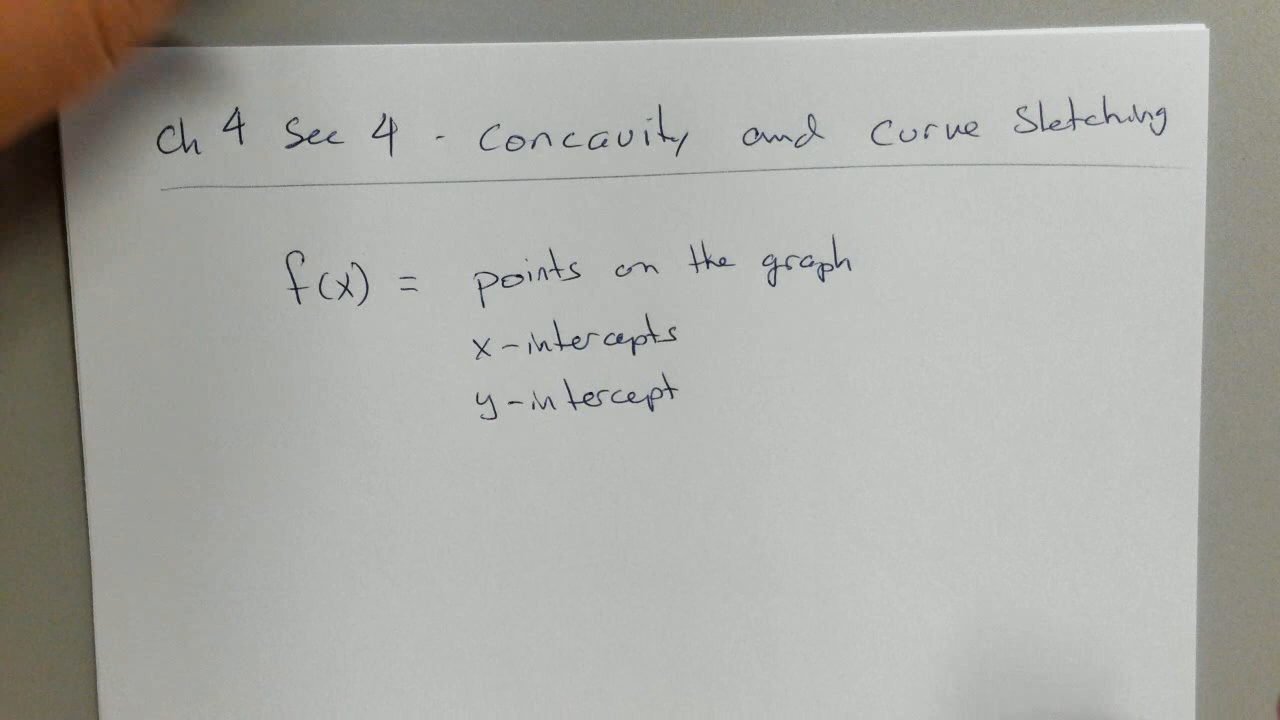 Ch 4 Sec 4 - Concavity and Curve Sketching
f(x) = points on the graph
x-intercepts
y-intercept